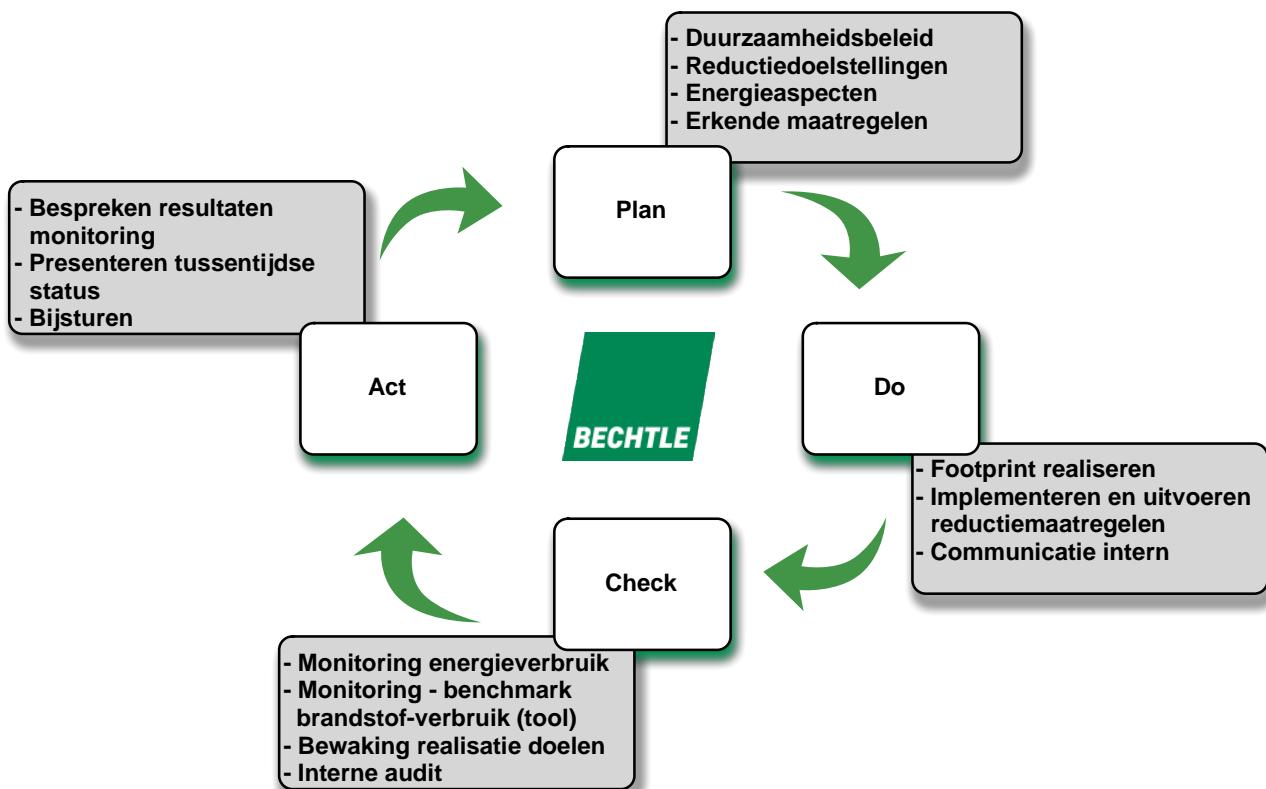 - Duurzaamheidsbeleid
- Reductiedoelstellingen
- Energieaspecten
- Erkende maatregelen
Plan
- Bespreken resultaten
monitoring
- Presenteren tussentijdse
status
- Bijsturen
Act
BECHTLE
Do
- Footprint realiseren
- Implementeren en uitvoeren
reductiemaatregelen
- Communicatie intern
Check
- Monitoring energieverbruik
- Monitoring - benchmark
brandstof-verbruik (tool)
- Bewaking realisatie doelen
- Interne audit